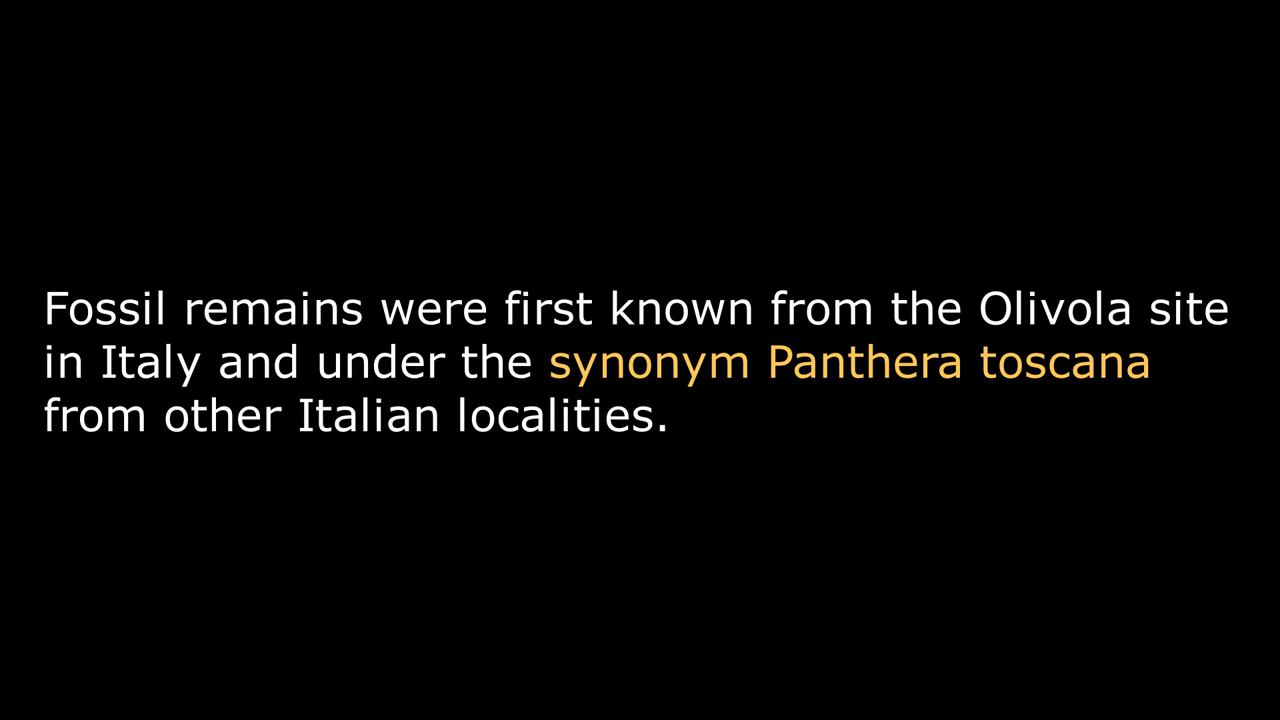 Fossil remains were first known from the Olivola site
in Italy and under the synonym Panthera toscana
from other Italian localities.